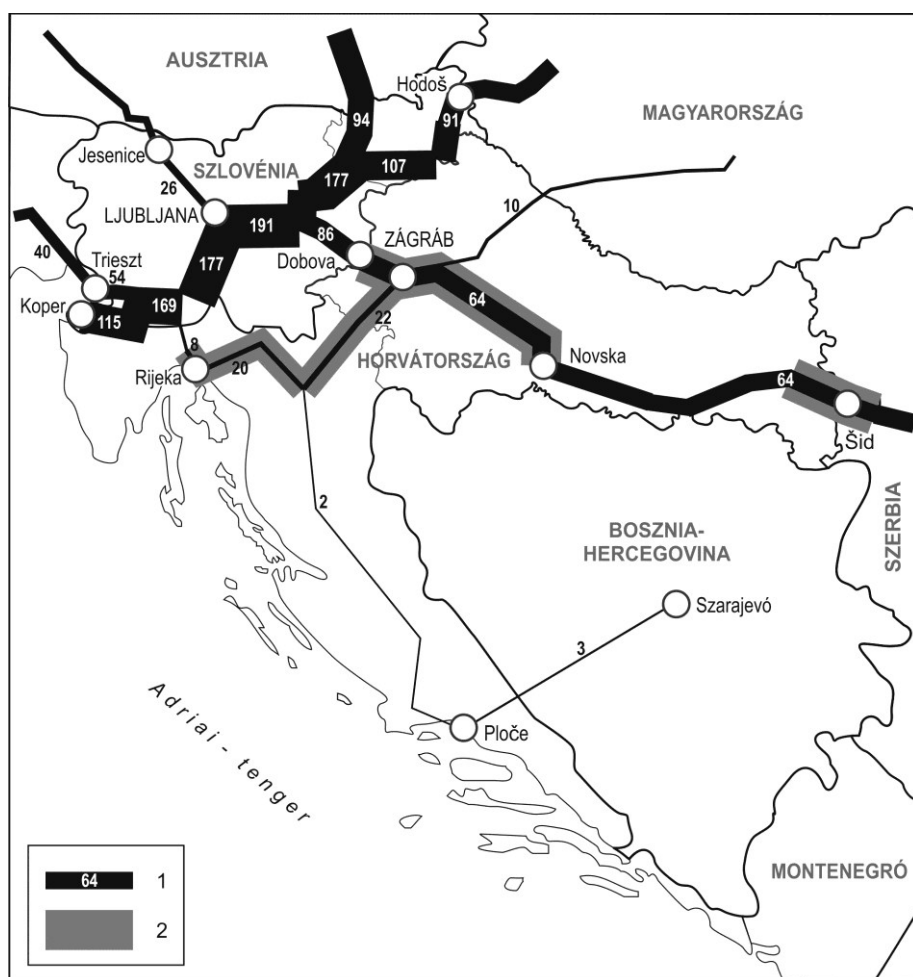 AUSZTRIA
Hodoš
MAGYARORSZÁG
94
91
Jesenice
SZLOVÉNIA
107
177
26
LJUBLJANA
191
10
86
ZÁGRÁB
40
Trieszt
Dobova
54
177
Koper
169
64
115
22
8
HORVÁTORSZÁG
Novska
20
Rijeka
64
Šid
2
SZERBIA
BOSZNIA-
HERCEGOVINA
Szarajevó
3
Adriai-tenger
Ploče
MONTENEGRÓ
64 1
2